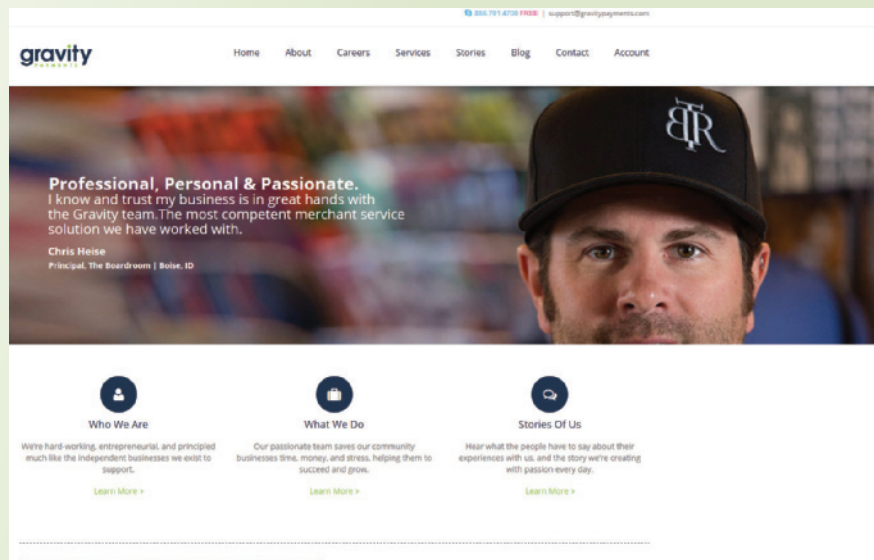 866.701.4700 FREE | support@gravitypayments.com
gravity
PAYMENTS
Home About Careers Services Stories Blog Contact Account
BTR
Professional, Personal & Passionate.
I know and trust my business is in great hands with
the Gravity team.The most competent merchant service
solution we have worked with.
Chris Heise
Principal, The Boardroom | Boise, ID
Who We Are
We're hard-working, entrepreneurial, and principled
much like the independent businesses we exist to
support.
Learn More >
What We Do
Our passionate team saves our community
businesses time, money, and stress, helping them to
succeed and grow.
Learn More >
Stories Of Us
Hear what the people have to say about their
experiences with us, and the story we're creating
with passion every day.
Learn More >